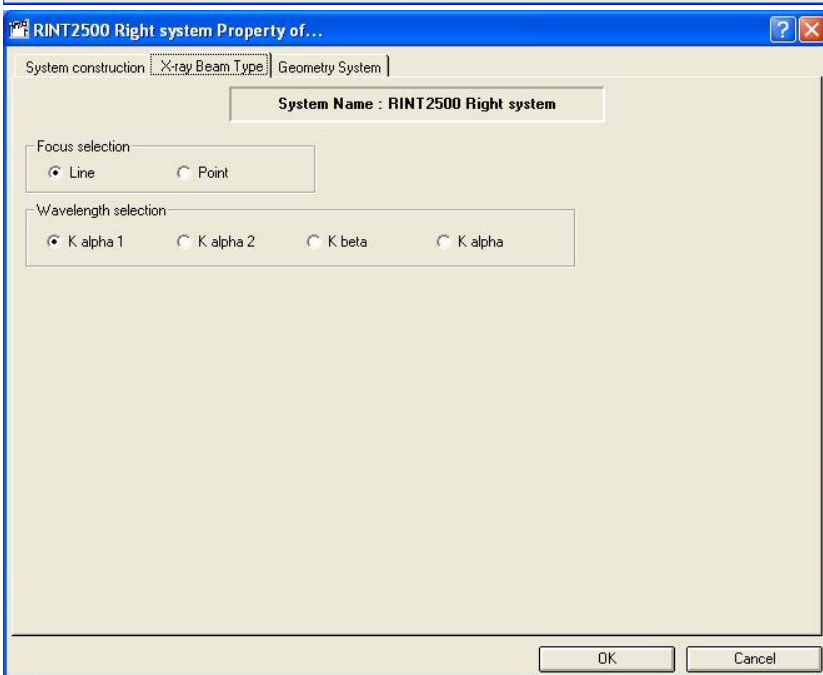 RINT2500 Right system Property of...
System construction X-ray Beam Type Geometry System
System Name : RINT2500 Right system
Focus selection
Line Point
Wavelength selection
K alpha 1 K alpha 2 K beta K alpha
OK Cancel